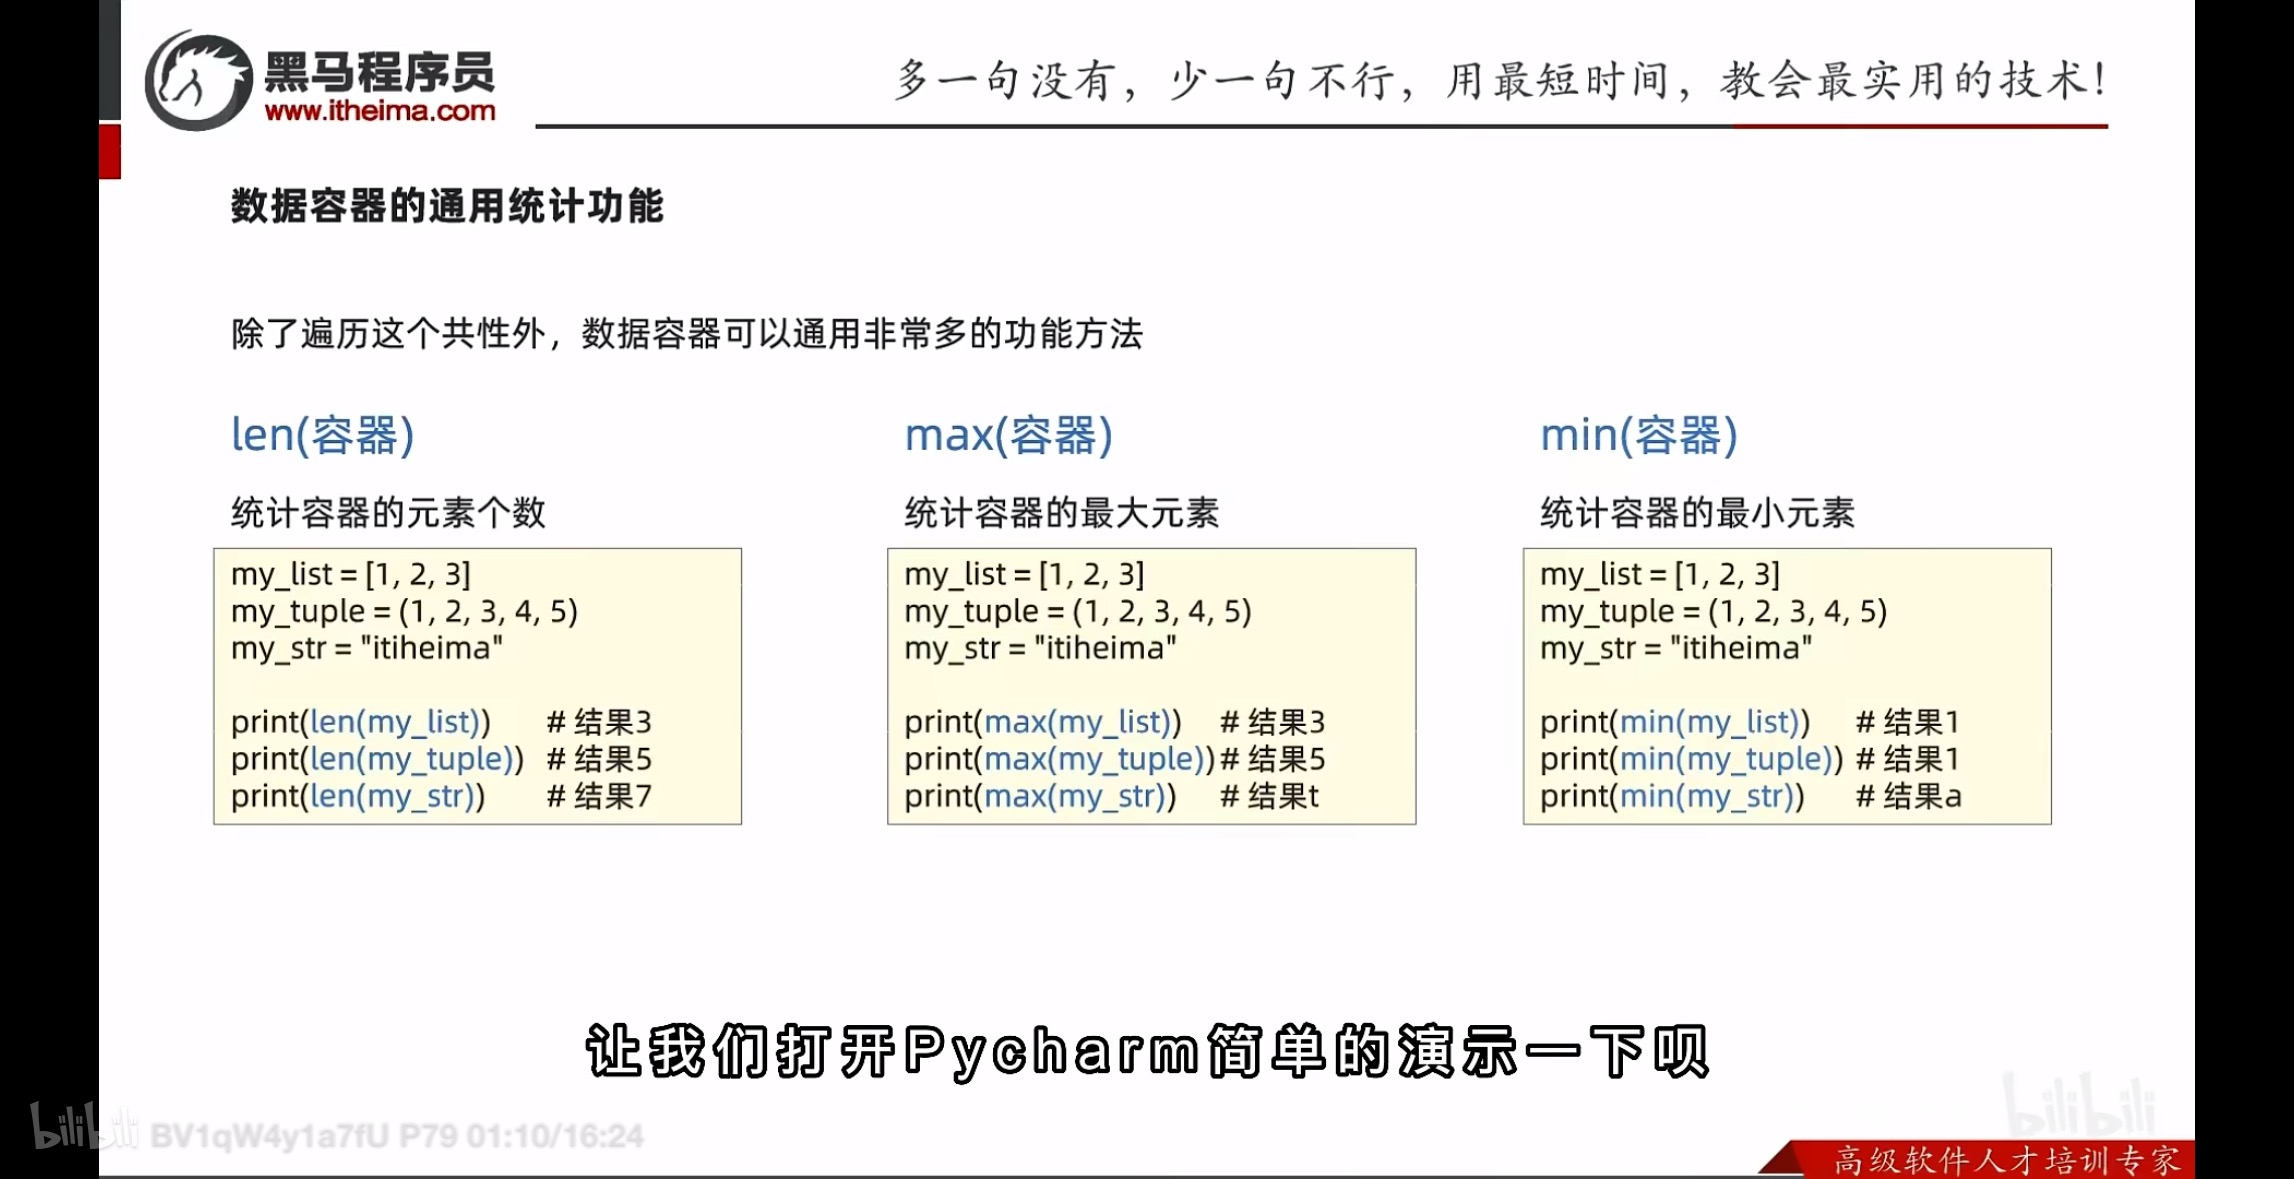 黑马程序员
www.itheima.com
多一句没有，少一句不行，用最短时间，教会最实用的技术！
数据容器的通用统计功能
除了遍历这个共性外，数据容器可以通用非常多的功能方法
len(容器)
统计容器的元素个数
my_list = [1, 2, 3]
my_tuple = (1, 2, 3, 4, 5)
my_str = "itiheima"
print(len(my_list)) # 结果3
print(len(my_tuple)) # 结果5
print(len(my_str)) # 结果7
max(容器)
统计容器的最大元素
my_list = [1, 2, 3]
my_tuple = (1, 2, 3, 4, 5)
my_str = "itiheima"
print(max(my_list)) # 结果3
print(max(my_tuple))# 结果5
print(max(my_str)) # 结果t
min(容器)
统计容器的最小元素
my_list = [1, 2, 3]
my_tuple = (1, 2, 3, 4, 5)
my_str = "itiheima"
print(min(my_list)) # 结果1
print(min(my_tuple)) # 结果1
print(min(my_str)) # 结果a
让我们打开Pycharm简单的演示一下呗
bilibili BV1qW4y1a7fU P79 01:10/16:24
bilibili
高级软件人才培训专家